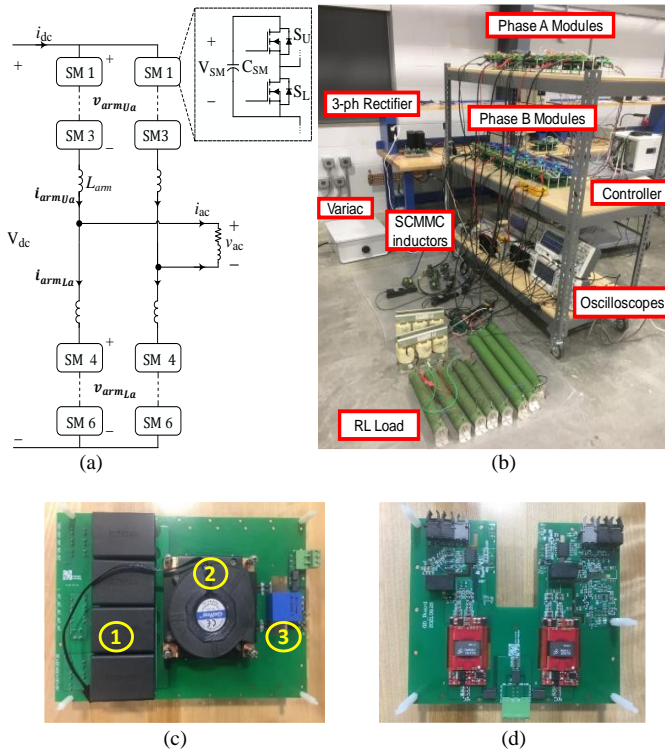 i_dc
+ + SM 1 SM 1
v_armUa
SM 3 SM3
−
L_arm
i_armUa
i_ac
+
v_ac
−
V_dc
i_armLa
SM 4 + SM 4
v_armLa
SM 6 − SM 6
−
+
V_SM C_SM
−
S_U
S_L
(a)
Phase A Modules
3-ph Rectifier
Phase B Modules
Controller
Variac
SCMMC
inductors
Oscilloscopes
RL Load
(b)
1
2
3
(c)
GD Board
(d)